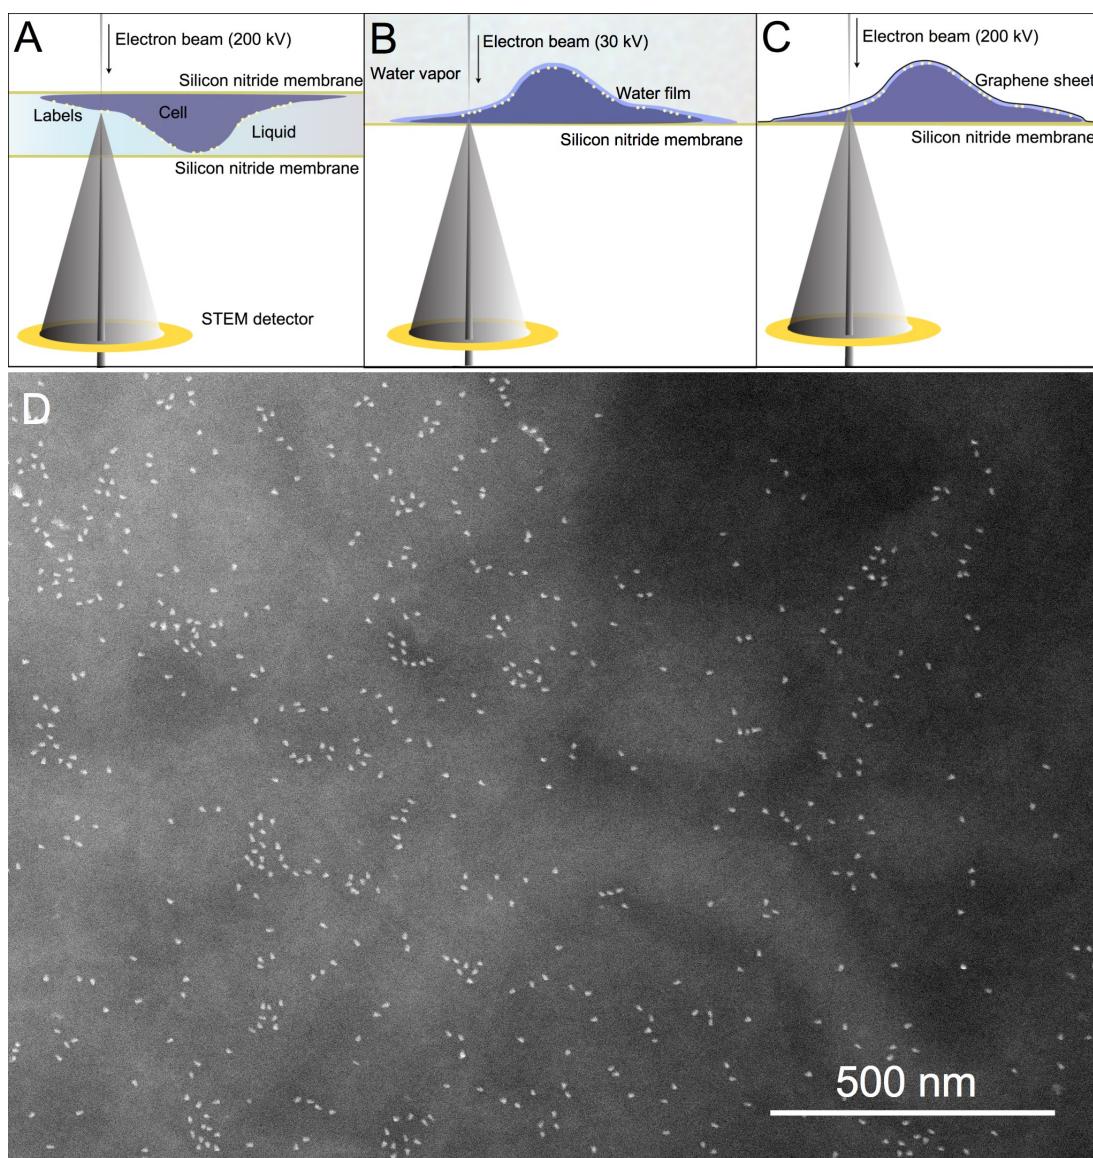 A
Electron beam (200 kV)
Silicon nitride membrane
Labels
Cell
Liquid
Silicon nitride membrane
STEM detector
B
Electron beam (30 kV)
Water vapor
Water film
Silicon nitride membrane
C
Electron beam (200 kV)
Graphene sheet
Silicon nitride membrane
D
500 nm